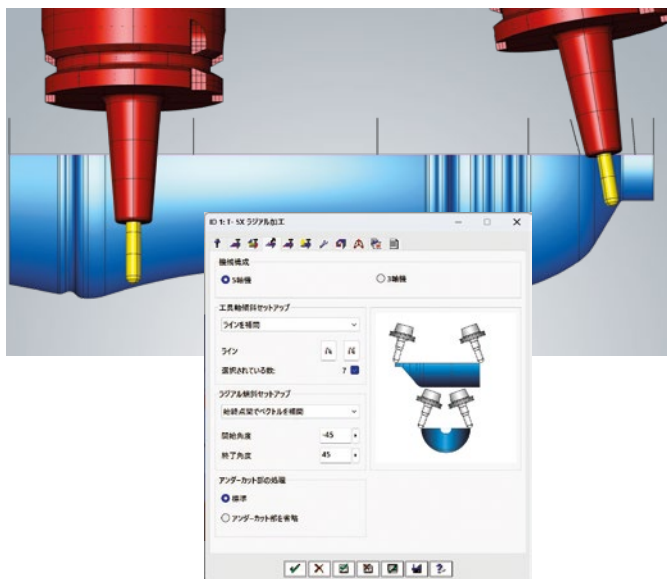 ID 1: T- 5X ラジアル加工
機械構成
5軸機
3軸機
工具軸傾斜セットアップ
ラインを補間
ライン
選択されている数:
7
ラジアル傾斜セットアップ
始終点間でベクトルを補間
開始角度
-45
終了角度
45
アンダーカット部の処理
標準
アンダーカット部を省略